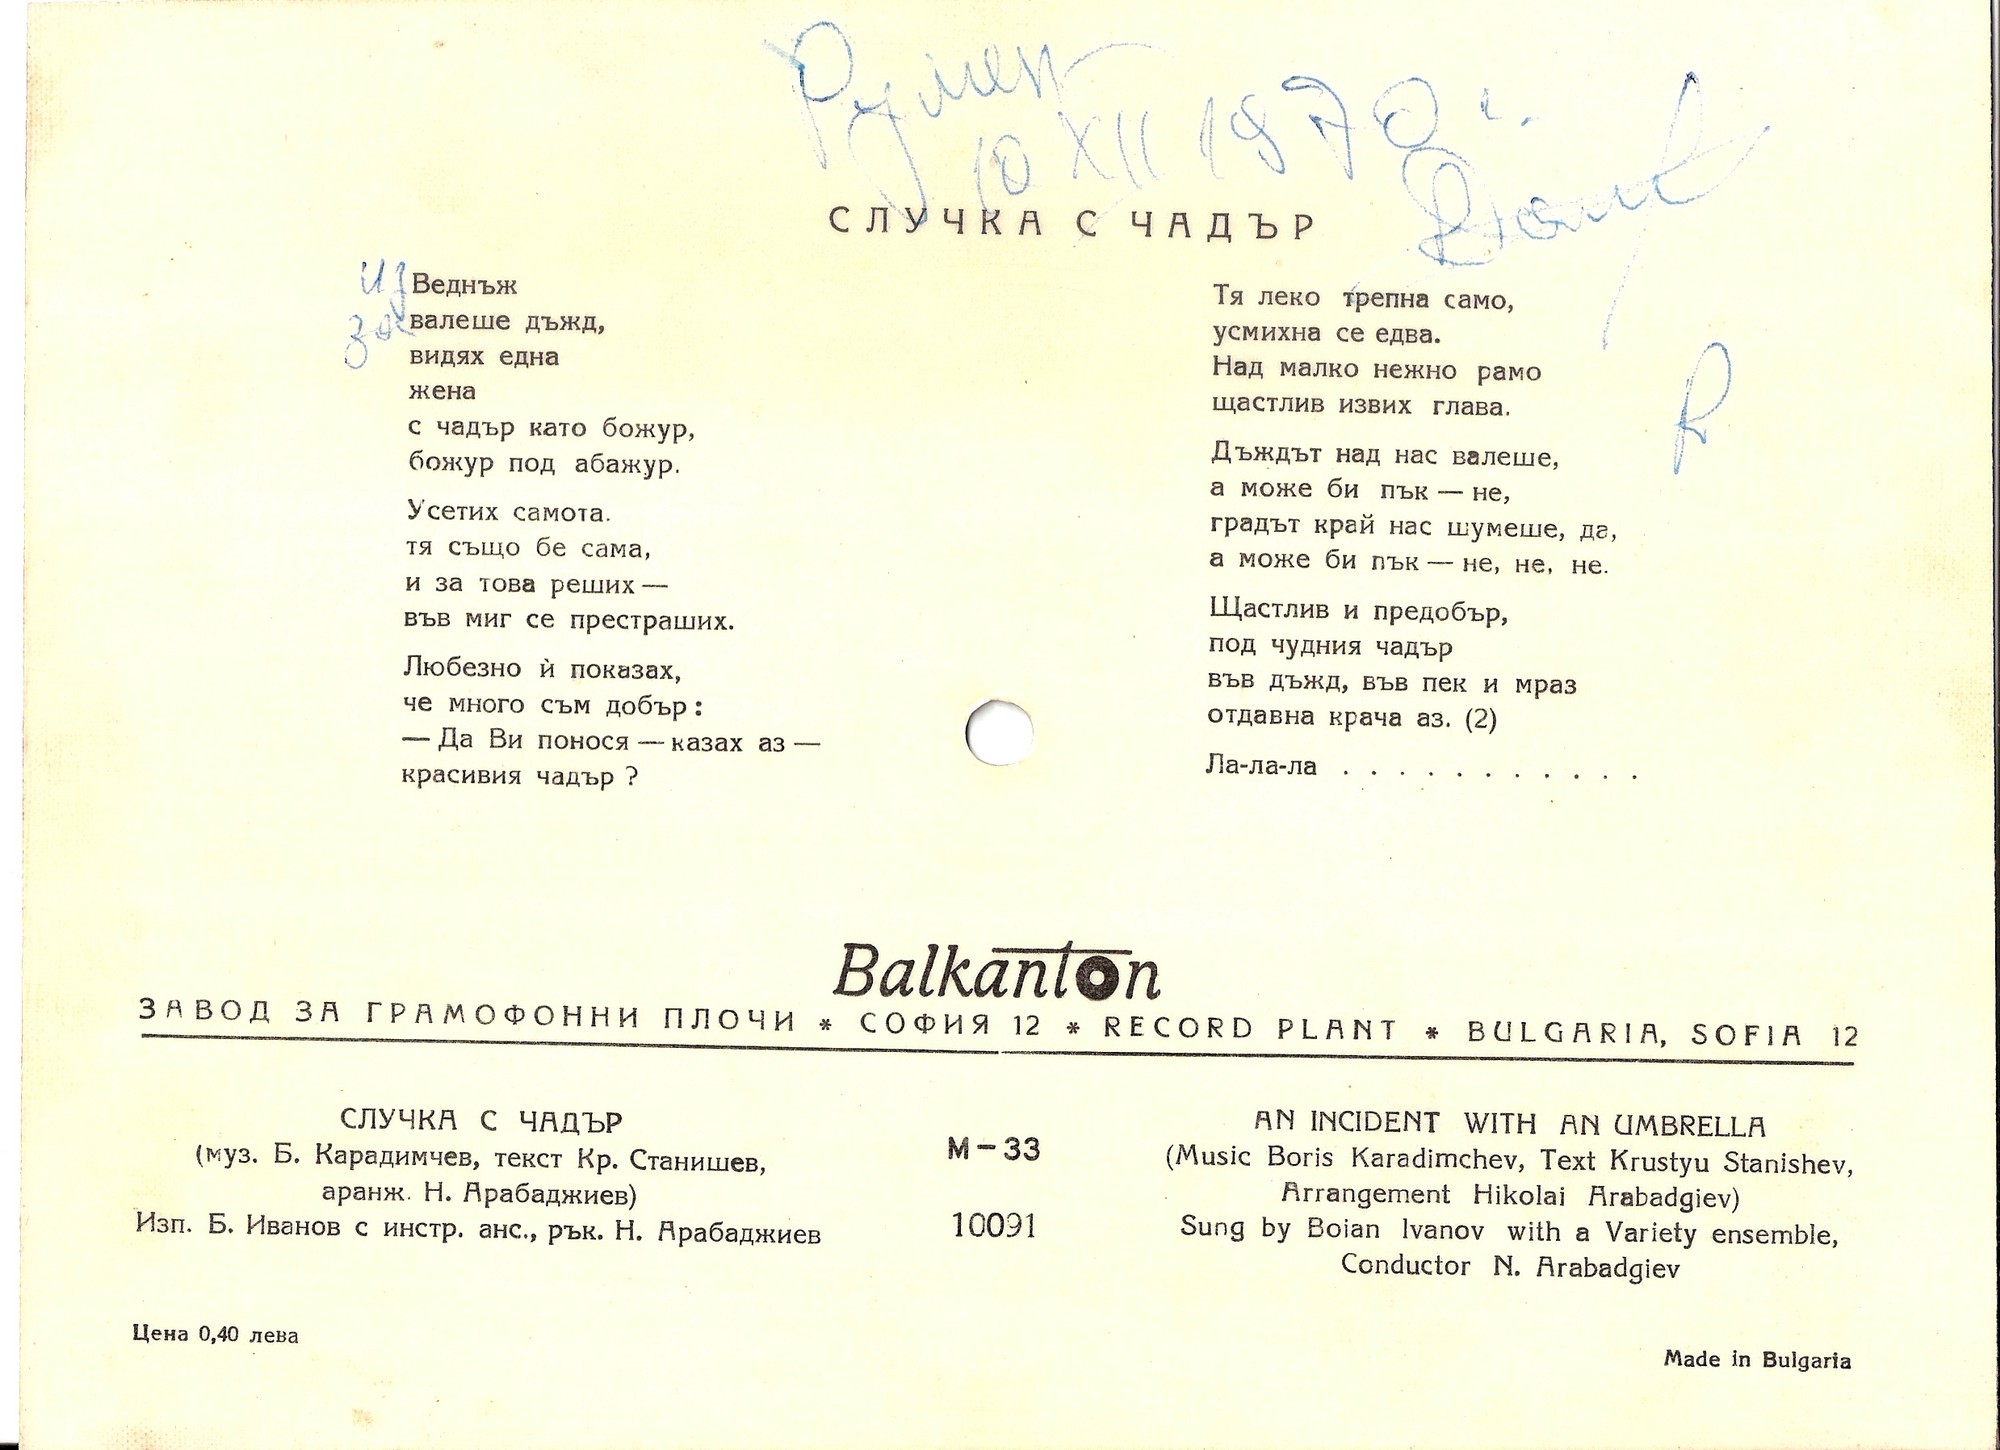 Румен
10 XII 1970 г.
СЛУЧКА С ЧАДЪР
из
за
Веднъж
валеше дъжд,
видях една
жена
с чадър като божур,
божур под абажур.
Усетих самота.
тя също бе сама,
и за това реших —
във миг се престраших.
Любезно ѝ показах,
че много съм добър :
— Да Ви понося — казах аз —
красивия чадър ?
Тя леко трепна само,
усмихна се едва.
Над малко нежно рамо
щастлив извих глава.
Дъждът над нас валеше,
а може би пък — не,
градът край нас шумеше, да,
а може би пък — не, не, не.
Щастлив и предобър,
под чудния чадър
във дъжд, във пек и мраз
отдавна крача аз. (2)
Ла-ла-ла . . . . . . . . . . .
Balkanton
ЗАВОД ЗА ГРАМОФОННИ ПЛОЧИ * СОФИЯ 12 * RECORD PLANT * BULGARIA, SOFIA 12
СЛУЧКА С ЧАДЪР
(муз. Б. Карадимчев, текст Кр. Станишев,
аранж. Н. Арабаджиев)
Изп. Б. Иванов с инстр. анс., рък. Н. Арабаджиев
М–33
10091
AN INCIDENT WITH AN UMBRELLA
(Music Boris Karadimchev, Text Krustyu Stanishev,
Arrangement Hikolai Arabadgiev)
Sung by Boian Ivanov with a Variety ensemble,
Conductor N. Arabadgiev
Цена 0,40 лева
Made in Bulgaria